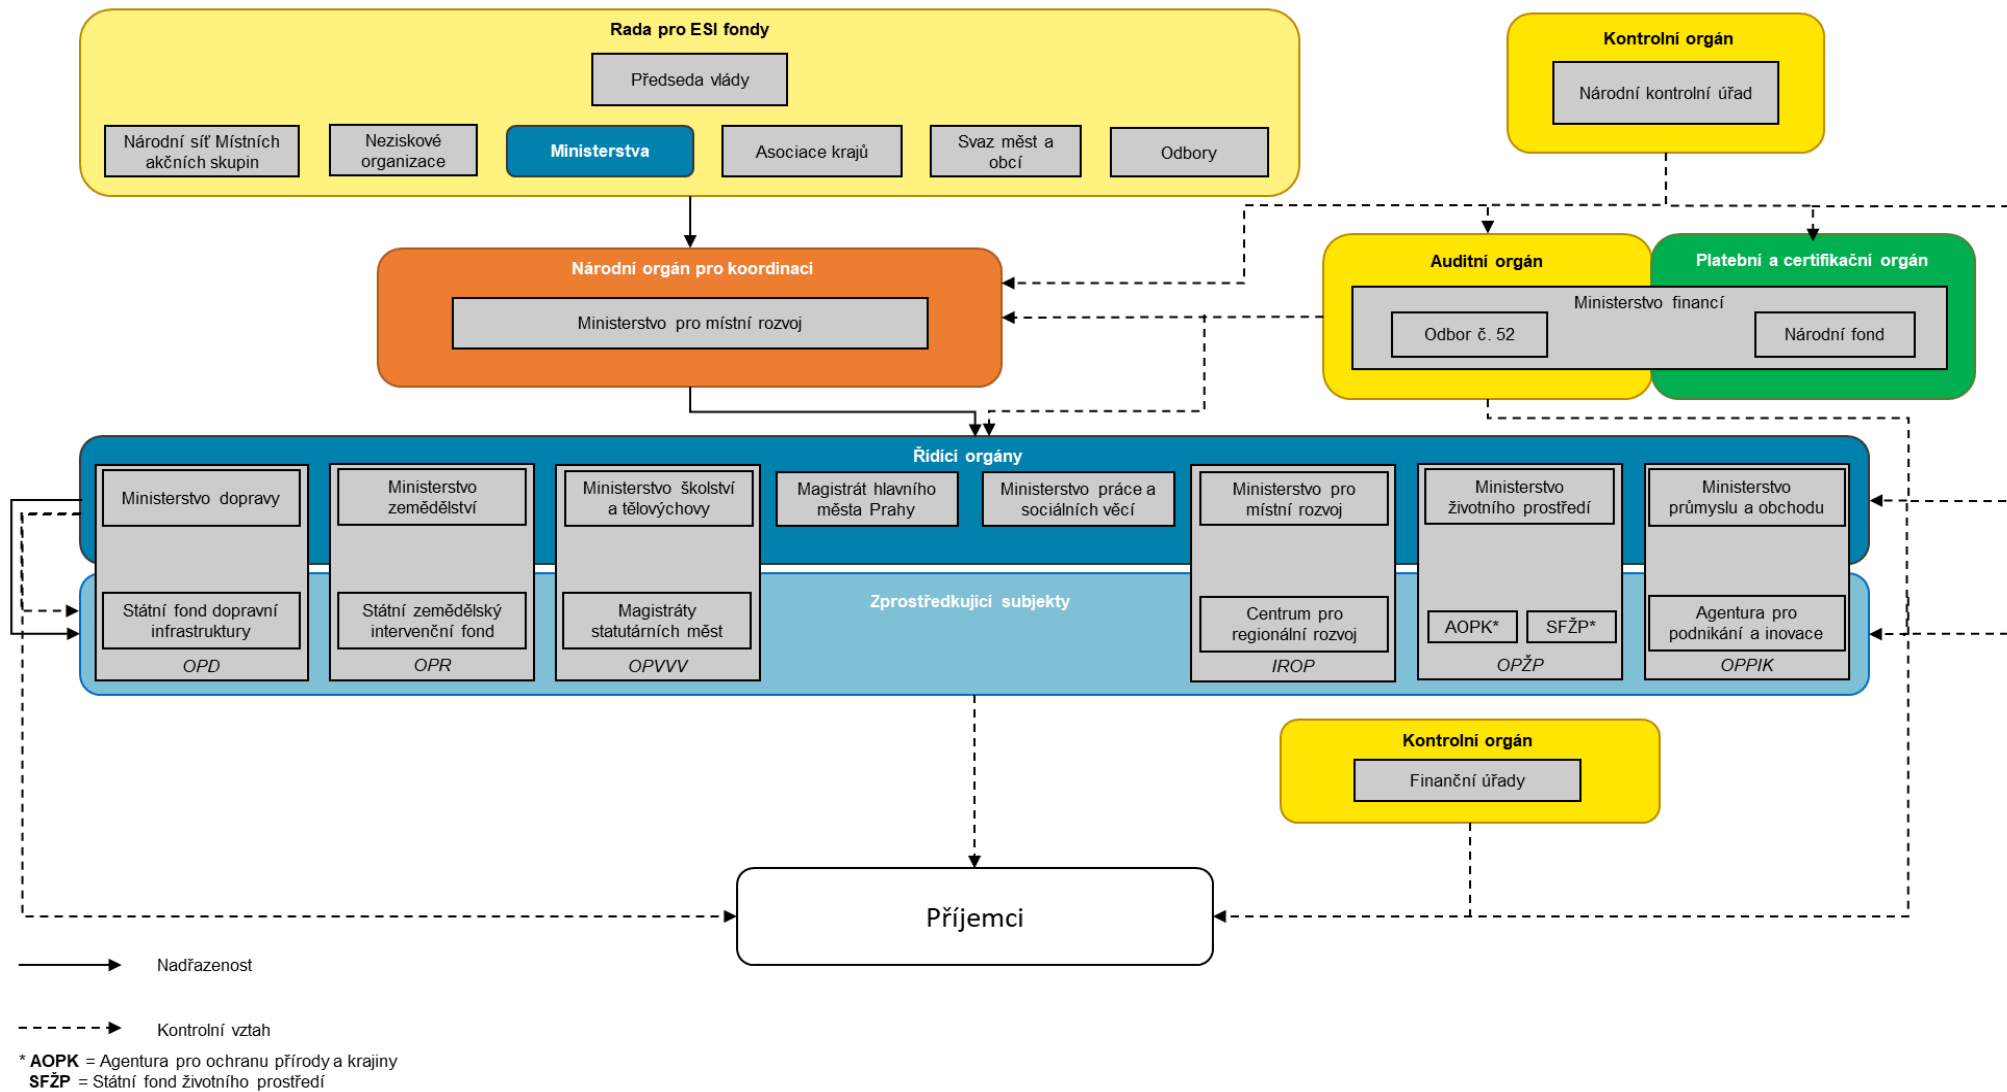 Rada pro ESI fondy
Předseda vlády
Národní síť Místních
akčních skupin
Neziskové
organizace
Ministerstva
Asociace krajů
Svaz měst a
obcí
Odbory
Kontrolní orgán
Národní kontrolní úřad
Národní orgán pro koordinaci
Ministerstvo pro místní rozvoj
Auditní orgán
Platební a certifikační orgán
Ministerstvo financí
Odbor č. 52
Národní fond
Řídicí orgány
Ministerstvo dopravy
Ministerstvo
zemědělství
Ministerstvo školství
a tělovýchovy
Magistrát hlavního
města Prahy
Ministerstvo práce a
sociálních věcí
Ministerstvo pro
místní rozvoj
Ministerstvo
životního prostředí
Ministerstvo
průmyslu a obchodu
Zprostředkující subjekty
Státní fond dopravní
infrastruktury
Státní zemědělský
intervenční fond
Magistráty
statutárních měst
Centrum pro
regionální rozvoj
AOPK*
SFŽP*
Agentura pro
podnikání a inovace
OPD
OPR
OPVVV
IROP
OPŽP
OPPIK
Kontrolní orgán
Finanční úřady
Příjemci
Nadřazenost
Kontrolní vztah
* AOPK = Agentura pro ochranu přírody a krajiny
SFŽP = Státní fond životního prostředí